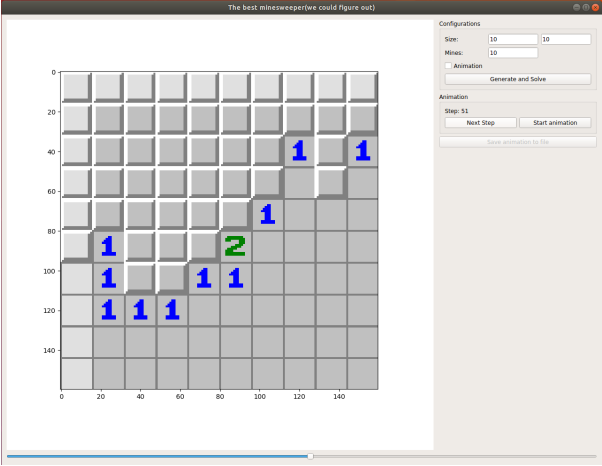 The best minesweeper(we could figure out)
Configurations
Size: 10 10
Mines: 10
Animation
Generate and Solve
Animation
Step: 51
Next Step Start animation
Save animation to file
0
20
40 1 1
60
1
80
1 2
100 1 1 1
120 1 1 1
140
0 20 40 60 80 100 120 140